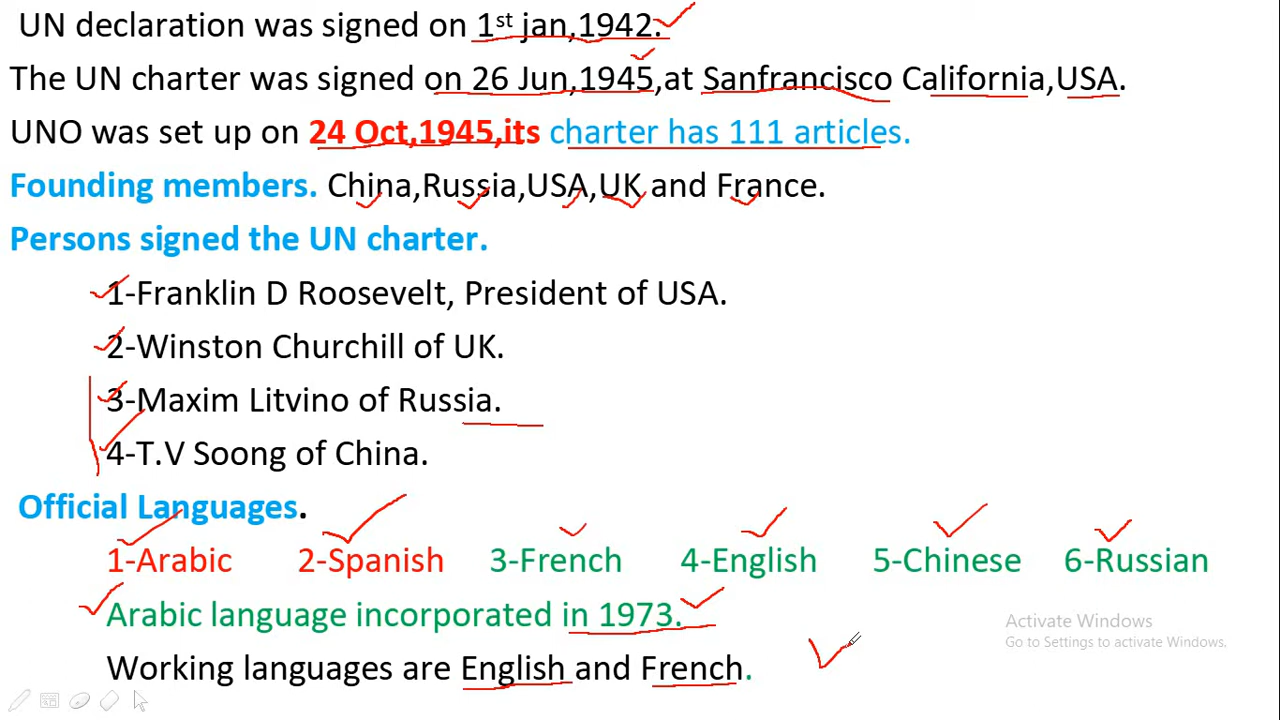 UN declaration was signed on 1st jan,1942.
The UN charter was signed on 26 Jun,1945,at Sanfrancisco California,USA.
UNO was set up on 24 Oct,1945,its charter has 111 articles.
Founding members. China,Russia,USA,UK and France.
Persons signed the UN charter.
1-Franklin D Roosevelt, President of USA.
2-Winston Churchill of UK.
3-Maxim Litvino of Russia.
4-T.V Soong of China.
Official Languages.
1-Arabic 2-Spanish 3-French 4-English 5-Chinese 6-Russian
Arabic language incorporated in 1973.
Working languages are English and French.
Activate Windows
Go to Settings to activate Windows.